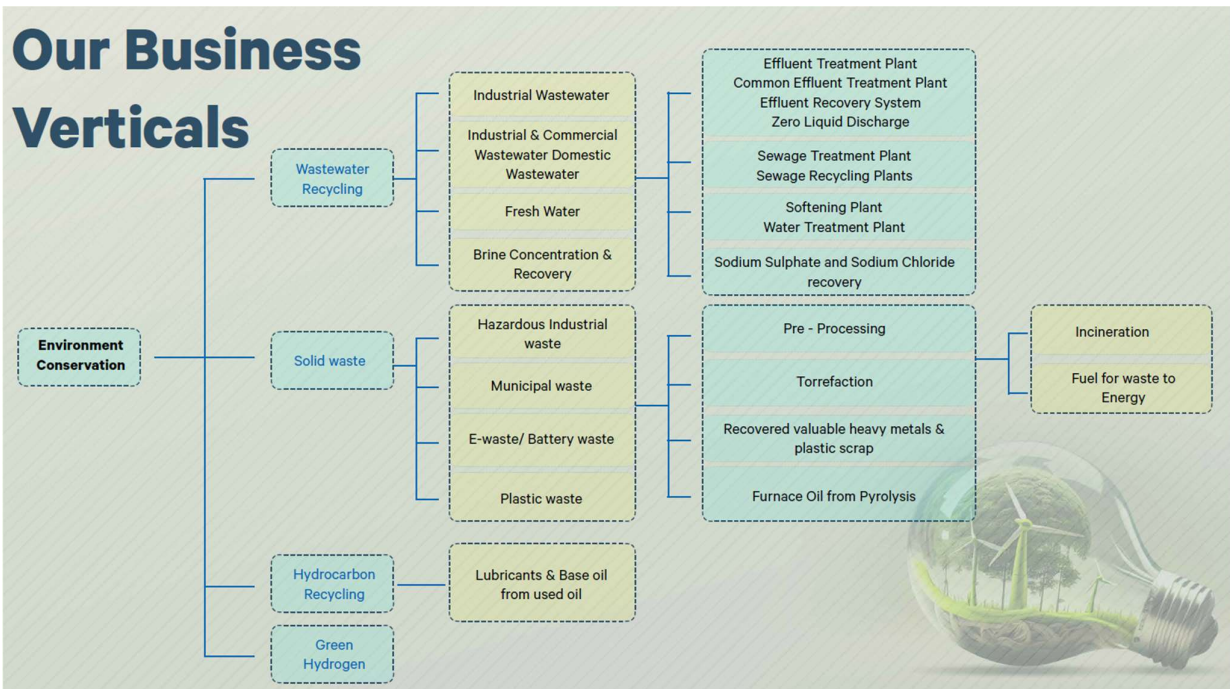 Our Business
Verticals
Environment
Conservation
Wastewater
Recycling
Industrial Wastewater
Industrial & Commercial
Wastewater Domestic
Wastewater
Fresh Water
Brine Concentration &
Recovery
Effluent Treatment Plant
Common Effluent Treatment Plant
Effluent Recovery System
Zero Liquid Discharge
Sewage Treatment Plant
Sewage Recycling Plants
Softening Plant
Water Treatment Plant
Sodium Sulphate and Sodium Chloride
recovery
Solid waste
Hazardous Industrial
waste
Municipal waste
E-waste/ Battery waste
Plastic waste
Pre - Processing
Torrefaction
Recovered valuable heavy metals &
plastic scrap
Furnace Oil from Pyrolysis
Incineration
Fuel for waste to
Energy
Hydrocarbon
Recycling
Lubricants & Base oil
from used oil
Green
Hydrogen